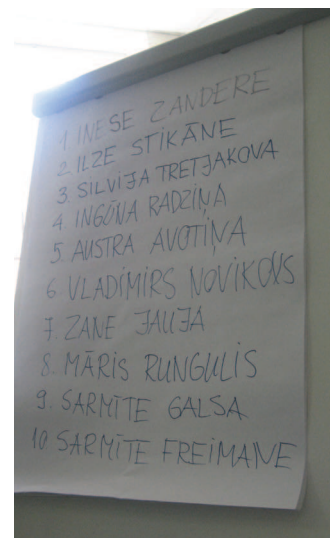 1. INESE ZANDERE
2. ILZE STIKĀNE
3. SILVIJA TRETJAKOVA
4. INGŪNA RADZIŅA
5. AUSTRA AVOTIŅA
6. VLADIMIRS NOVIKOVS
7. ZANE JAUJA
8. MĀRIS RUNGULIS
9. SARMĪTE GALSA
10 SARMĪTE FREIMANE